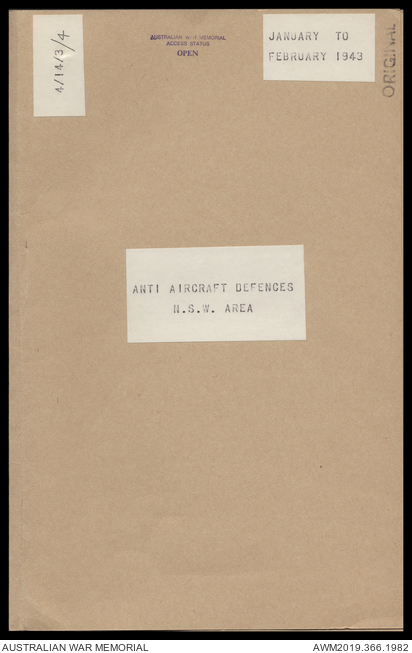 4/14/3/4
AUSTRALIAN WAR MEMORIAL
ACCESS STATUS
OPEN
JANUARY TO
FEBRUARY 1943
ORIGINAL
ANTI AIRCRAFT DEFENCES
N.S.W. AREA
AUSTRALIAN WAR MEMORIAL
AWM2019.366.1982